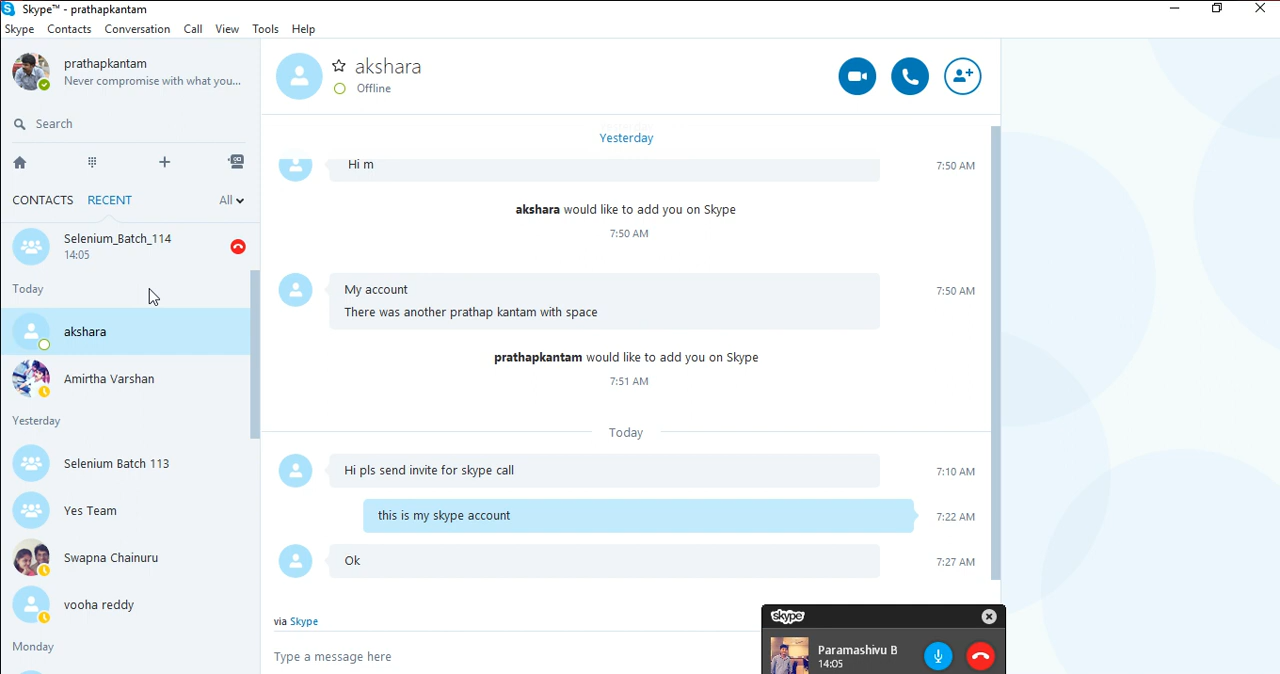 Skype™ - prathapkantam
Skype Contacts Conversation Call View Tools Help
prathapkantam
Never compromise with what you...
Search
CONTACTS RECENT All
Selenium_Batch_114
14:05
Today
akshara
Amirtha Varshan
Yesterday
Selenium Batch 113
Yes Team
Swapna Chainuru
vooha reddy
Monday
akshara
Offline
Yesterday
Hi m 7:50 AM
akshara would like to add you on Skype
7:50 AM
My account 7:50 AM
There was another prathap kantam with space
prathapkantam would like to add you on Skype
7:51 AM
Today
Hi pls send invite for skype call 7:10 AM
this is my skype account 7:22 AM
Ok 7:27 AM
via Skype
Type a message here
skype
Paramashivu B
14:05